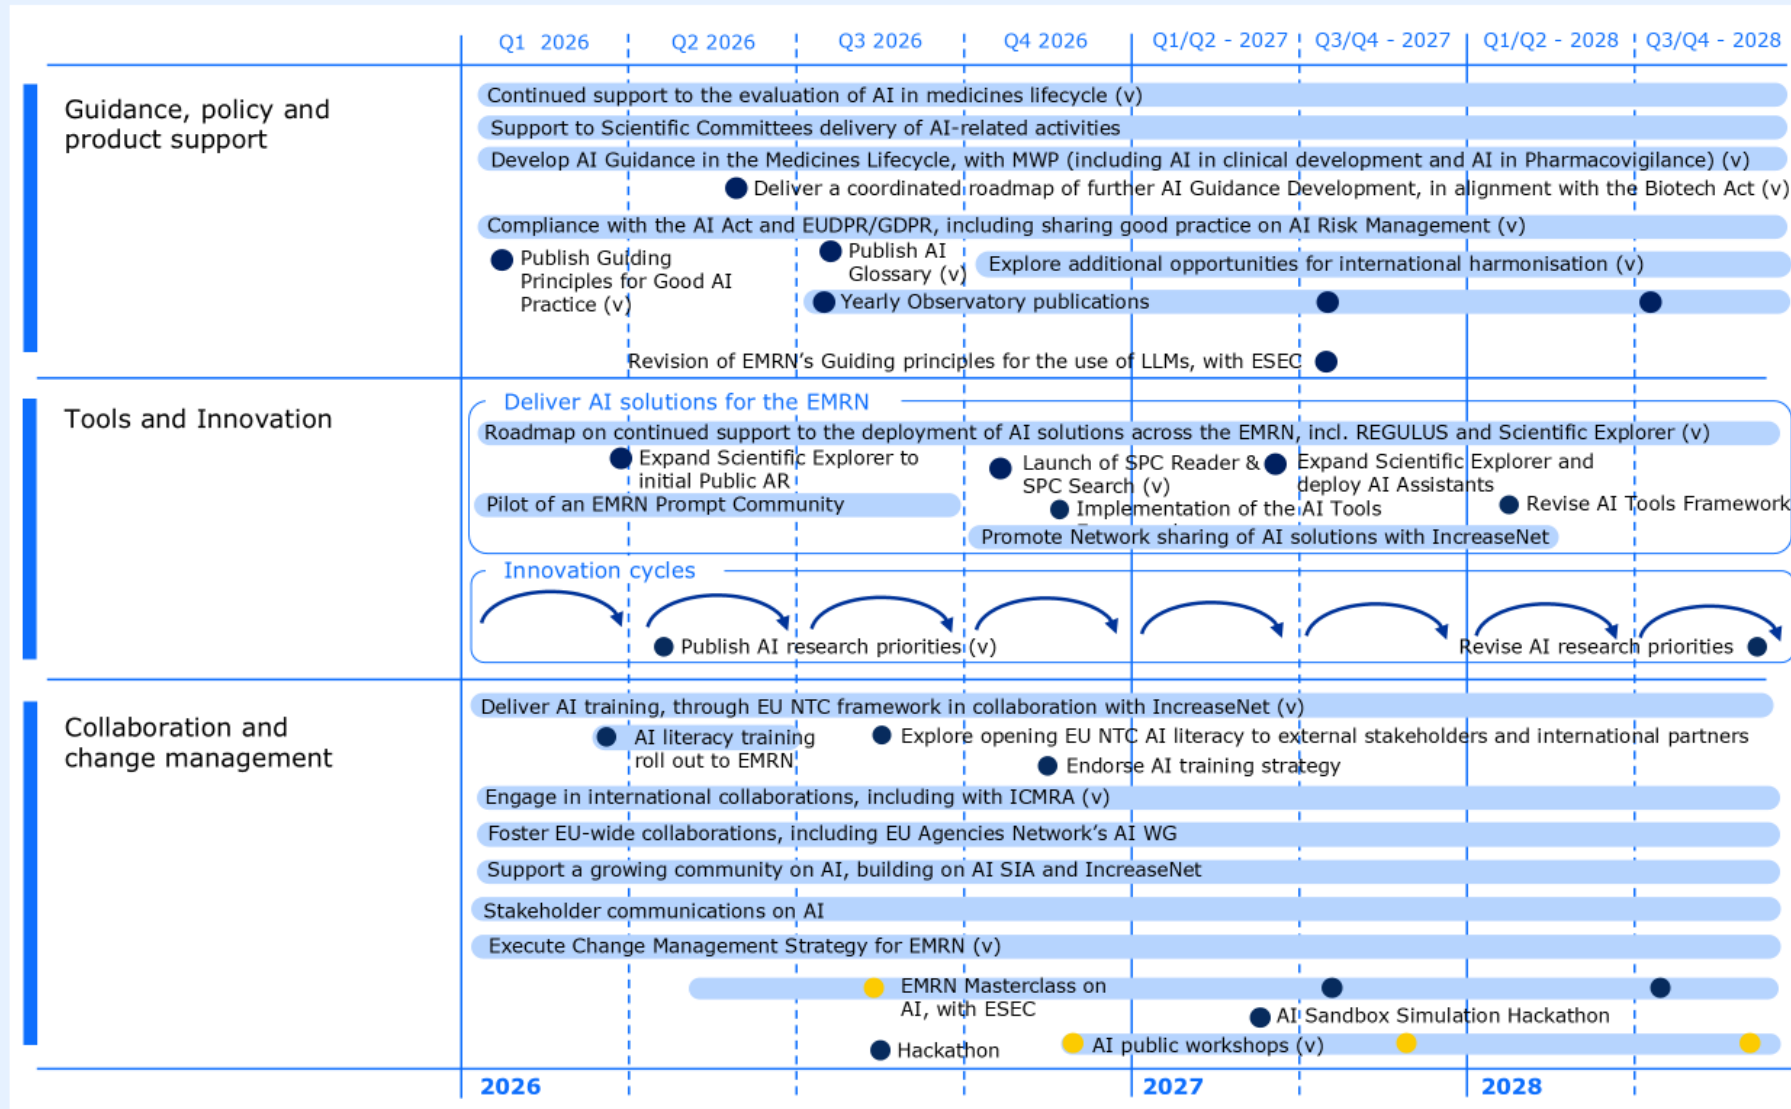 Q1 2026
Q2 2026
Q3 2026
Q4 2026
Q1/Q2 - 2027
Q3/Q4 - 2027
Q1/Q2 - 2028
Q3/Q4 - 2028
Guidance, policy and
product support
Continued support to the evaluation of AI in medicines lifecycle (v)
Support to Scientific Committees delivery of AI-related activities
Develop AI Guidance in the Medicines Lifecycle, with MWP (including AI in clinical development and AI in Pharmacovigilance) (v)
Deliver a coordinated roadmap of further AI Guidance Development, in alignment with the Biotech Act (v)
Compliance with the AI Act and EUDPR/GDPR, including sharing good practice on AI Risk Management (v)
Publish Guiding
Principles for Good AI
Practice (v)
Publish AI
Glossary (v)
Explore additional opportunities for international harmonisation (v)
Yearly Observatory publications
Revision of EMRN’s Guiding principles for the use of LLMs, with ESEC
Tools and Innovation
Deliver AI solutions for the EMRN
Roadmap on continued support to the deployment of AI solutions across the EMRN, incl. REGULUS and Scientific Explorer (v)
Expand Scientific Explorer to
initial Public AR
Launch of SPC Reader &
SPC Search (v)
Expand Scientific Explorer and
deploy AI Assistants
Pilot of an EMRN Prompt Community
Implementation of the AI Tools
Revise AI Tools Framework
Promote Network sharing of AI solutions with IncreaseNet
Innovation cycles
Publish AI research priorities (v)
Revise AI research priorities
Collaboration and
change management
Deliver AI training, through EU NTC framework in collaboration with IncreaseNet (v)
AI literacy training
roll out to EMRN
Explore opening EU NTC AI literacy to external stakeholders and international partners
Endorse AI training strategy
Engage in international collaborations, including with ICMRA (v)
Foster EU-wide collaborations, including EU Agencies Network’s AI WG
Support a growing community on AI, building on AI SIA and IncreaseNet
Stakeholder communications on AI
Execute Change Management Strategy for EMRN (v)
EMRN Masterclass on
AI, with ESEC
AI Sandbox Simulation Hackathon
Hackathon
AI public workshops (v)
2026
2027
2028